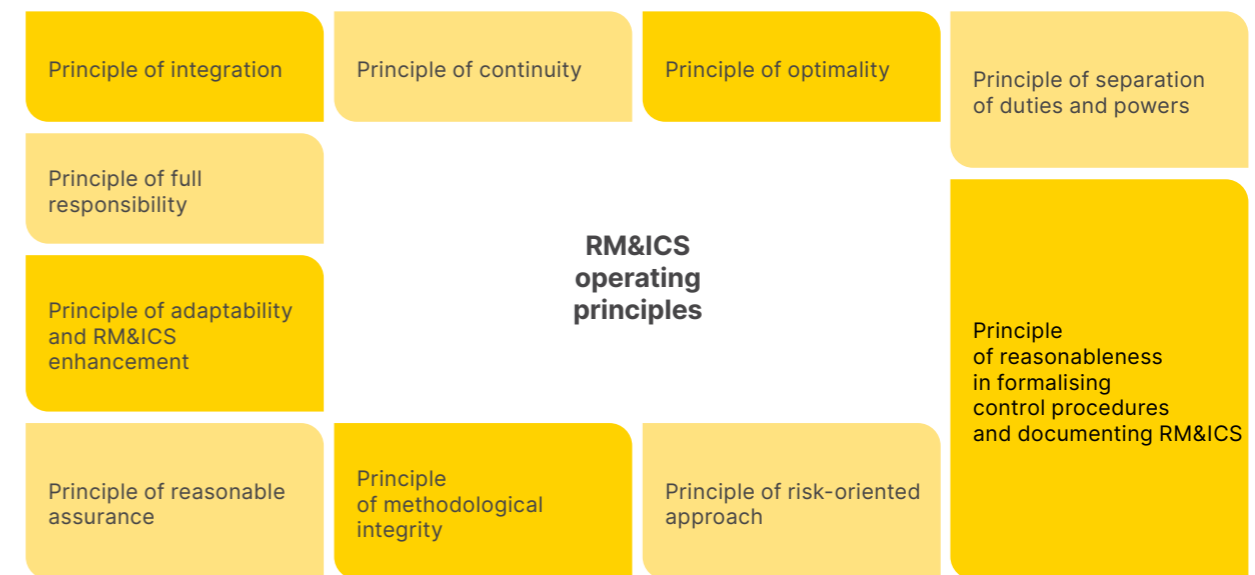 Principle of integration
Principle of continuity
Principle of optimality
Principle of separation
of duties and powers
Principle of full
responsibility
RM&ICS
operating
principles
Principle of adaptability
and RM&ICS
enhancement
Principle
of reasonableness
in formalising
control procedures
and documenting RM&ICS
Principle of reasonable
assurance
Principle
of methodological
integrity
Principle of risk-oriented
approach